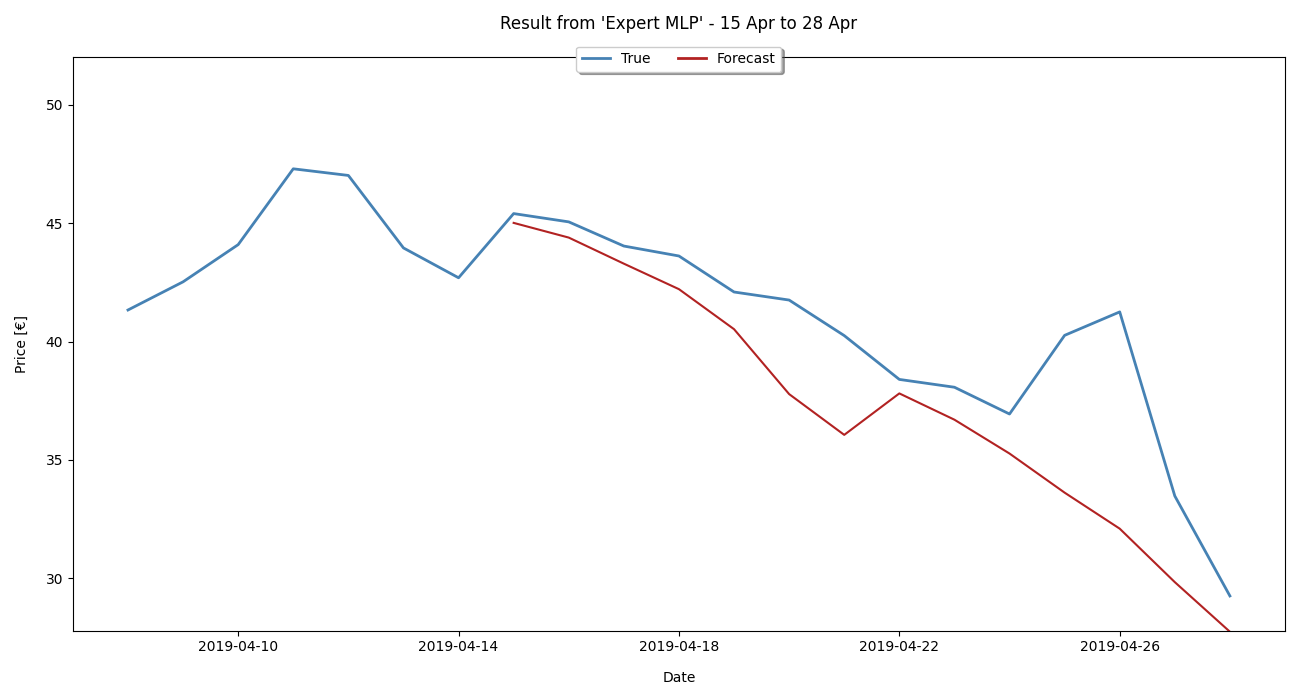 Result from 'Expert MLP' - 15 Apr to 28 Apr
True Forecast
50
45
40
35
30
Price [€]
2019-04-10 2019-04-14 2019-04-18 2019-04-22 2019-04-26
Date